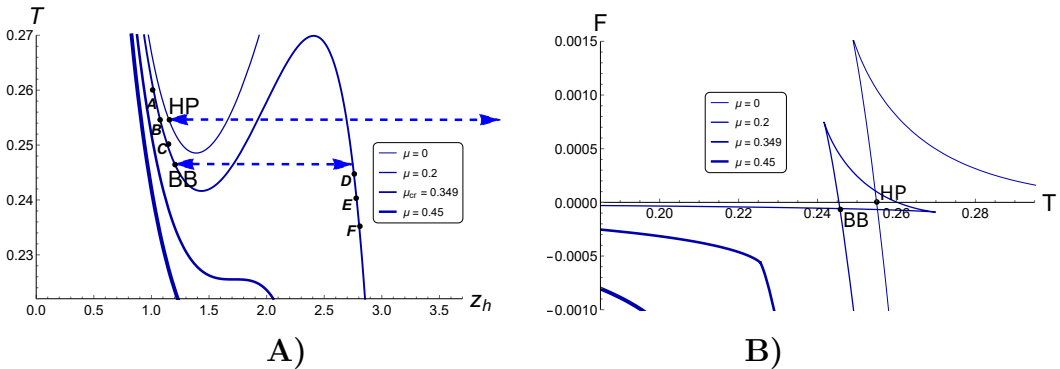 T
0.27
0.26
0.25
0.24
0.23
0.0
0.5
1.0
1.5
2.0
2.5
3.0
3.5
z_h
A
HP
B
C
BB
D
E
F
μ = 0
μ = 0.2
μ_cr = 0.349
μ = 0.45
A)
F
0.0015
0.0010
0.0005
0.0000
−0.0005
−0.0010
0.20
0.22
0.24
0.26
0.28
T
HP
BB
μ = 0
μ = 0.2
μ = 0.349
μ = 0.45
B)